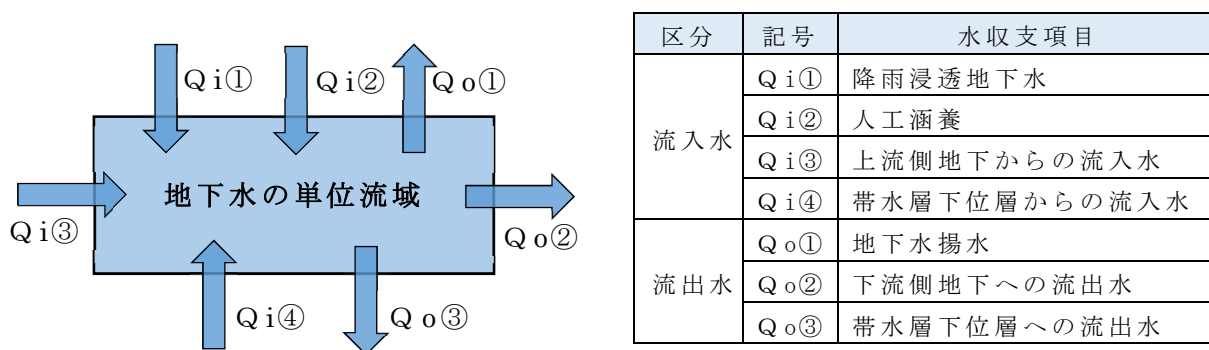 Qi① Qi② Qo①
地下水の単位流域
Qi③ Qo②
Qi④ Qo③
区分 記号 水収支項目
流入水
Qi① 降雨浸透地下水
Qi② 人工涵養
Qi③ 上流側地下からの流入水
Qi④ 帯水層下位層からの流入水
流出水
Qo① 地下水揚水
Qo② 下流側地下への流出水
Qo③ 帯水層下位層への流出水